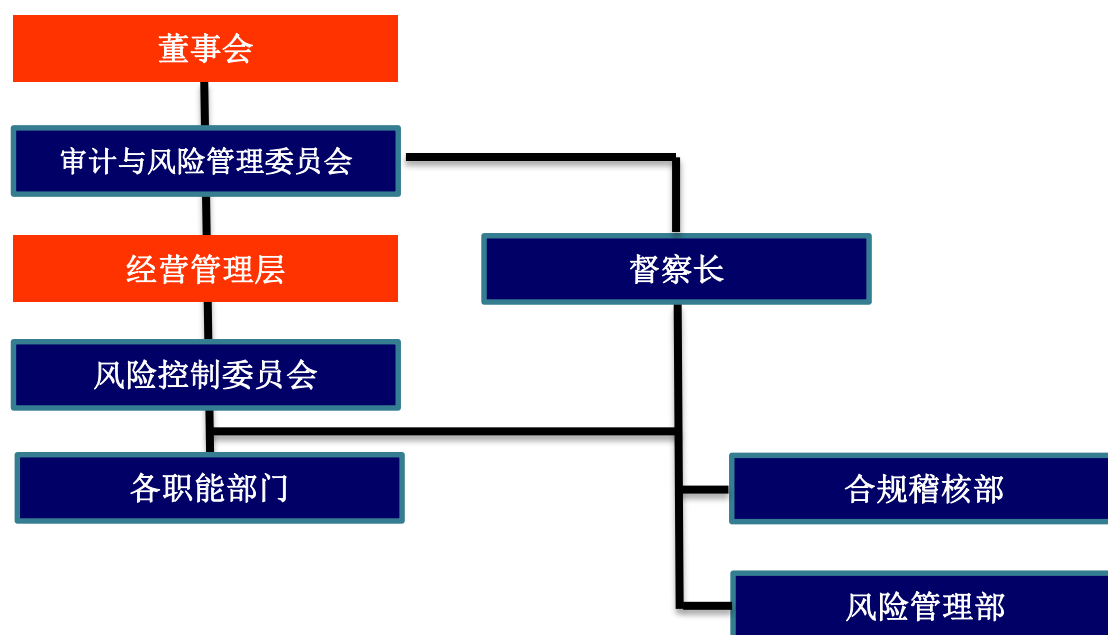 董事会
审计与风险管理委员会
经营管理层
督察长
风险控制委员会
各职能部门
合规稽核部
风险管理部